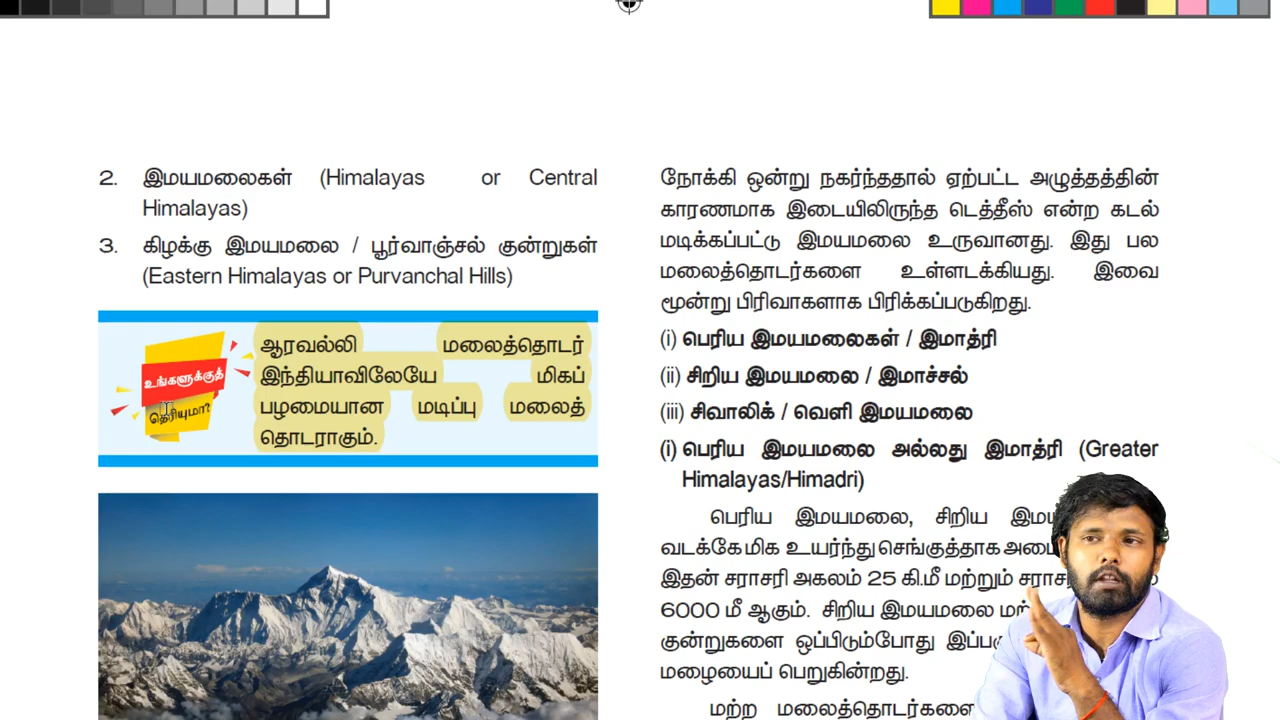 2. இமயமலைகள் (Himalayas or Central
Himalayas)
3. கிழக்கு இமயமலை / பூர்வாஞ்சல் குன்றுகள்
(Eastern Himalayas or Purvanchal Hills)
உங்களுக்குத்
தெரியுமா?
ஆரவல்லி மலைத்தொடர்
இந்தியாவிலேயே மிகப்
பழமையான மடிப்பு மலைத்
தொடராகும்.
நோக்கி ஒன்று நகர்ந்ததால் ஏற்பட்ட அழுத்தத்தின்
காரணமாக இடையிலிருந்த டெத்தீஸ் என்ற கடல்
மடிக்கப்பட்டு இமயமலை உருவானது. இது பல
மலைத்தொடர்களை உள்ளடக்கியது. இவை
மூன்று பிரிவாகளாக பிரிக்கப்படுகிறது.
(i) பெரிய இமயமலைகள் / இமாத்ரி
(ii) சிறிய இமயமலை / இமாச்சல்
(iii) சிவாலிக் / வெளி இமயமலை
(i) பெரிய இமயமலை அல்லது இமாத்ரி (Greater
Himalayas/Himadri)
பெரிய இமயமலை, சிறிய
வடக்கே மிக உயர்ந்து செங்குத்தாக
இதன் சராசரி அகலம் 25 கி.மீ மற்றும்
6000 மீ ஆகும். சிறிய இமயமலை
குன்றுகளை ஒப்பிடும்போது
மழையைப் பெறுகின்றது.
மற்ற மலைத்தொடர்களை